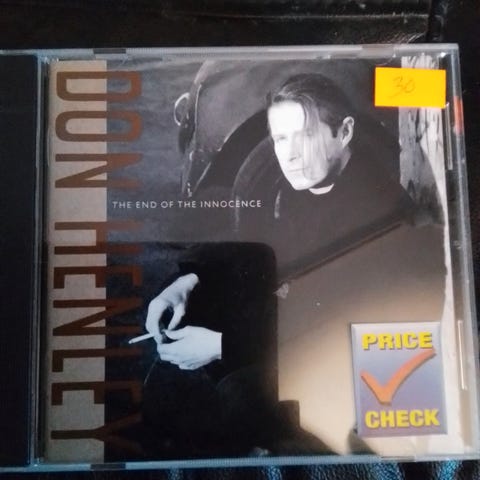 DON HENLEY
THE END OF THE INNOCENCE
30
PRICE
CHECK